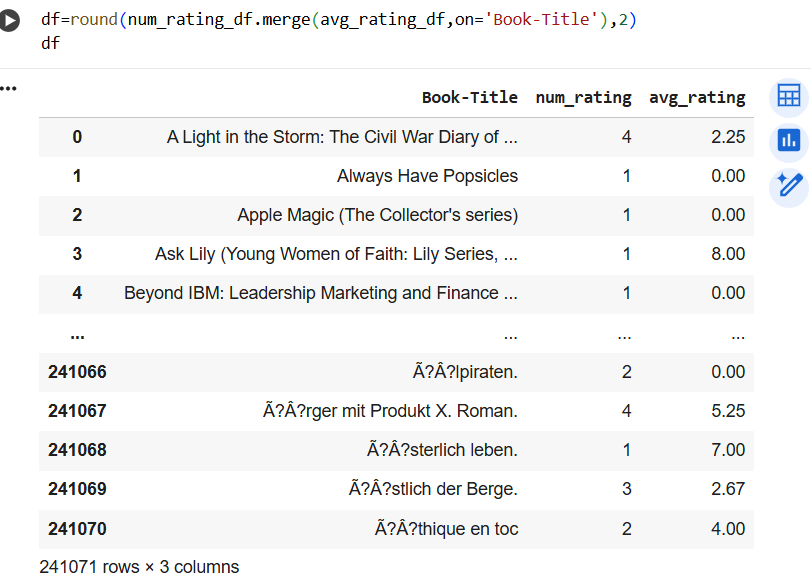 df=round(num_rating_df.merge(avg_rating_df,on='Book-Title'),2)
df
Book-Title num_rating avg_rating
0 A Light in the Storm: The Civil War Diary of ... 4 2.25
1 Always Have Popsicles 1 0.00
2 Apple Magic (The Collector's series) 1 0.00
3 Ask Lily (Young Women of Faith: Lily Series, ... 1 8.00
4 Beyond IBM: Leadership Marketing and Finance ... 1 0.00
... ... ... ...
241066 Ã?Â?lpiraten. 2 0.00
241067 Ã?Â?rger mit Produkt X. Roman. 4 5.25
241068 Ã?Â?sterlich leben. 1 7.00
241069 Ã?Â?stlich der Berge. 3 2.67
241070 Ã?Â?thique en toc 2 4.00
241071 rows × 3 columns